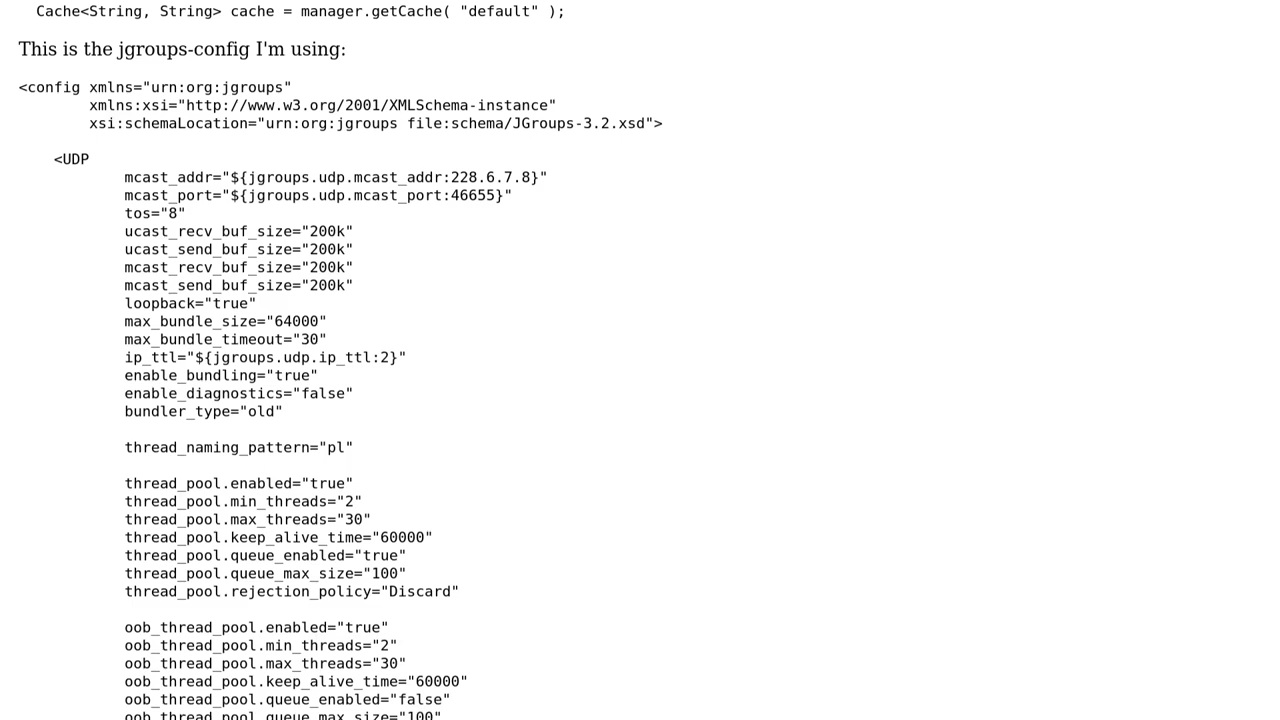 Cache<String, String> cache = manager.getCache( "default" );
This is the jgroups-config I'm using:
<config xmlns="urn:org:jgroups"
xmlns:xsi="http://www.w3.org/2001/XMLSchema-instance"
xsi:schemaLocation="urn:org:jgroups file:schema/JGroups-3.2.xsd">
<UDP
mcast_addr="${jgroups.udp.mcast_addr:228.6.7.8}"
mcast_port="${jgroups.udp.mcast_port:46655}"
tos="8"
ucast_recv_buf_size="200k"
ucast_send_buf_size="200k"
mcast_recv_buf_size="200k"
mcast_send_buf_size="200k"
loopback="true"
max_bundle_size="64000"
max_bundle_timeout="30"
ip_ttl="${jgroups.udp.ip_ttl:2}"
enable_bundling="true"
enable_diagnostics="false"
bundler_type="old"
thread_naming_pattern="pl"
thread_pool.enabled="true"
thread_pool.min_threads="2"
thread_pool.max_threads="30"
thread_pool.keep_alive_time="60000"
thread_pool.queue_enabled="true"
thread_pool.queue_max_size="100"
thread_pool.rejection_policy="Discard"
oob_thread_pool.enabled="true"
oob_thread_pool.min_threads="2"
oob_thread_pool.max_threads="30"
oob_thread_pool.keep_alive_time="60000"
oob_thread_pool.queue_enabled="false"
oob_thread_pool.queue_max_size="100"